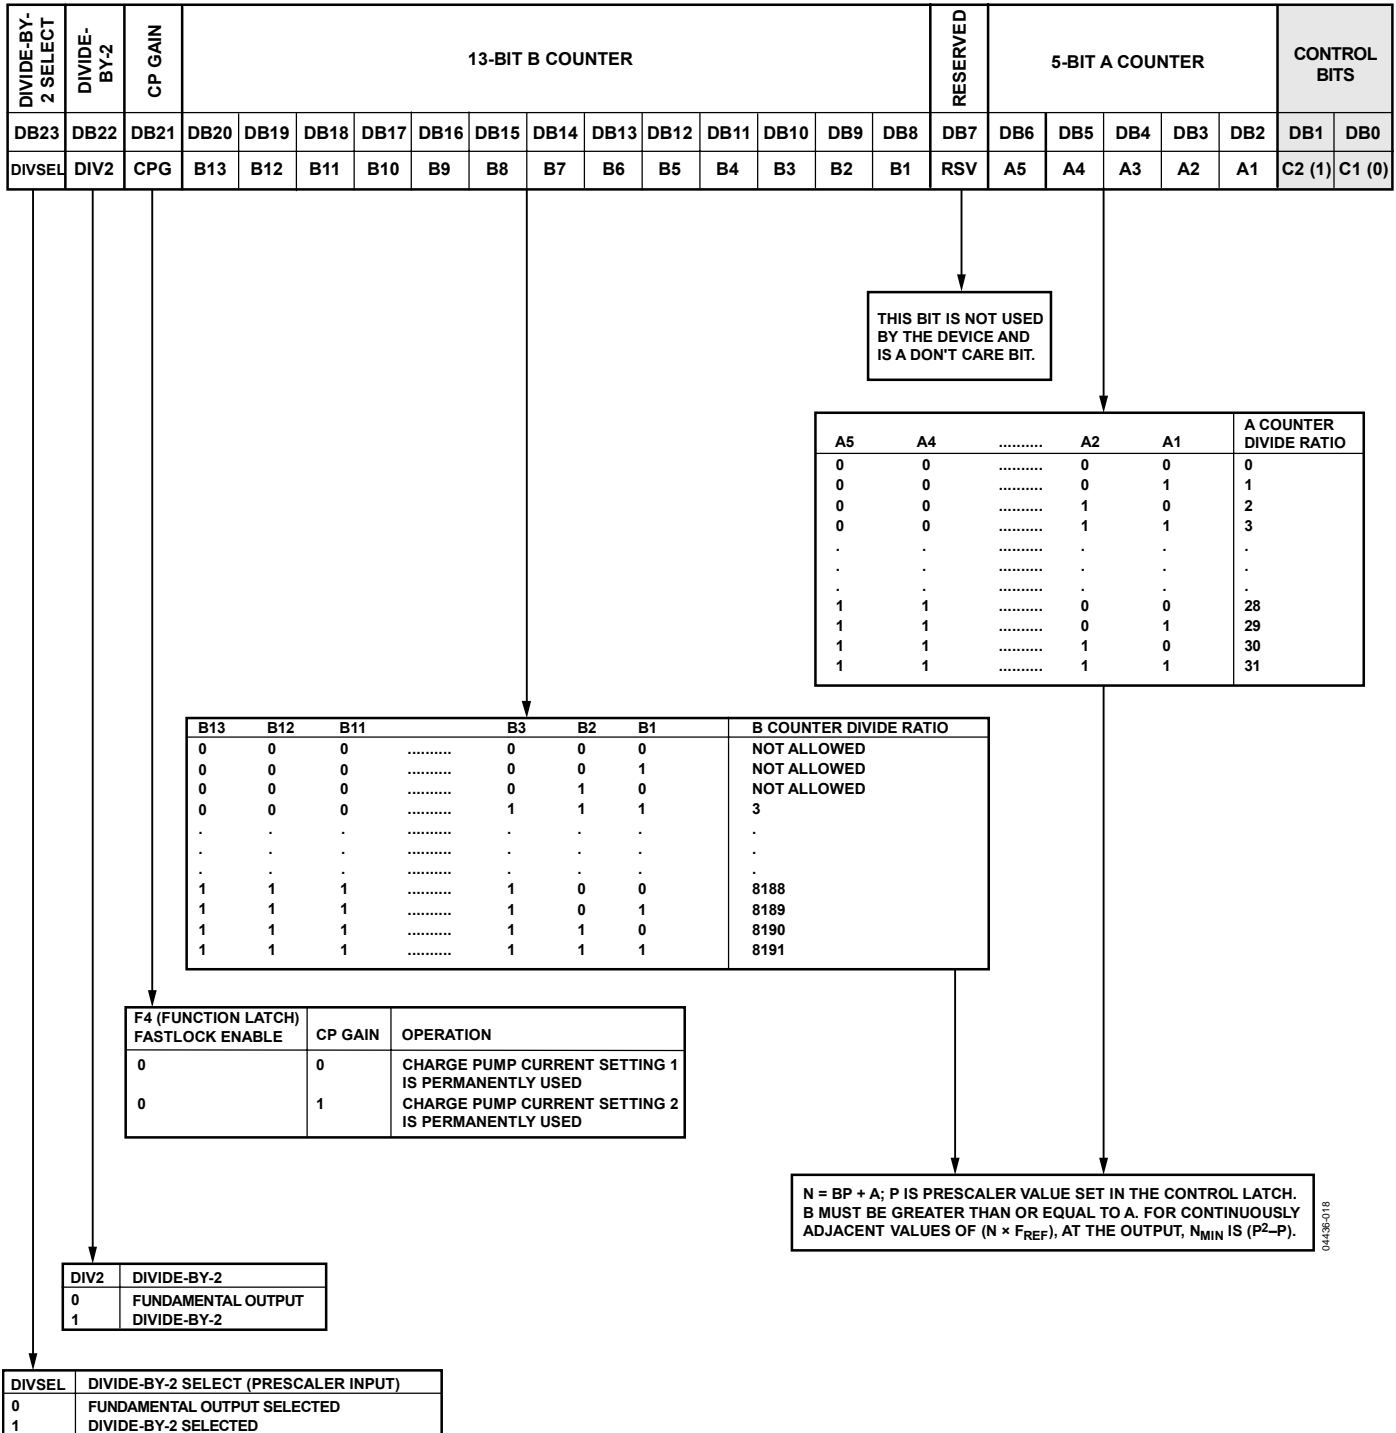 DIVIDE-BY-
2 SELECT
DIVIDE-
BY-2
CP GAIN
13-BIT B COUNTER
RESERVED
5-BIT A COUNTER
CONTROL
BITS
DB23 DB22 DB21 DB20 DB19 DB18 DB17 DB16 DB15 DB14 DB13 DB12 DB11 DB10 DB9 DB8 DB7 DB6 DB5 DB4 DB3 DB2 DB1 DB0
DIVSEL DIV2 CPG B13 B12 B11 B10 B9 B8 B7 B6 B5 B4 B3 B2 B1 RSV A5 A4 A3 A2 A1 C2 (1) C1 (0)
THIS BIT IS NOT USED
BY THE DEVICE AND
IS A DON'T CARE BIT.
A COUNTER
A5 A4 .......... A2 A1 DIVIDE RATIO
0 0 .......... 0 0 0
0 0 .......... 0 1 1
0 0 .......... 1 0 2
0 0 .......... 1 1 3
. . .......... . . .
. . .......... . . .
. . .......... . . .
1 1 .......... 0 0 28
1 1 .......... 0 1 29
1 1 .......... 1 0 30
1 1 .......... 1 1 31
B13 B12 B11 B3 B2 B1 B COUNTER DIVIDE RATIO
0 0 0 .......... 0 0 0 NOT ALLOWED
0 0 0 .......... 0 0 1 NOT ALLOWED
0 0 0 .......... 0 1 0 NOT ALLOWED
0 0 0 .......... 1 1 1 3
. . . .......... . . . .
. . . .......... . . . .
. . . .......... . . . .
1 1 1 .......... 1 0 0 8188
1 1 1 .......... 1 0 1 8189
1 1 1 .......... 1 1 0 8190
1 1 1 .......... 1 1 1 8191
F4 (FUNCTION LATCH)
FASTLOCK ENABLE CP GAIN OPERATION
0 0 CHARGE PUMP CURRENT SETTING 1
IS PERMANENTLY USED
0 1 CHARGE PUMP CURRENT SETTING 2
IS PERMANENTLY USED
N = BP + A; P IS PRESCALER VALUE SET IN THE CONTROL LATCH.
B MUST BE GREATER THAN OR EQUAL TO A. FOR CONTINUOUSLY
ADJACENT VALUES OF (N × FREF), AT THE OUTPUT, NMIN IS (P²–P).
04436-018
DIV2 DIVIDE-BY-2
0 FUNDAMENTAL OUTPUT
1 DIVIDE-BY-2
DIVSEL DIVIDE-BY-2 SELECT (PRESCALER INPUT)
0 FUNDAMENTAL OUTPUT SELECTED
1 DIVIDE-BY-2 SELECTED